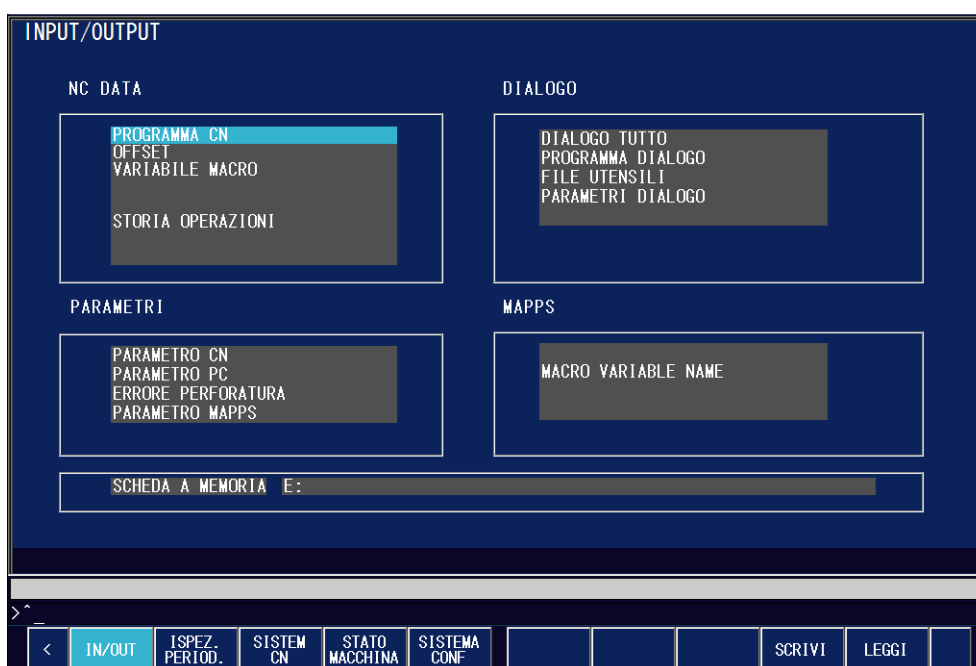 INPUT/OUTPUT
NC DATA
PROGRAMMA CN
OFFSET
VARIABILE MACRO
STORIA OPERAZIONI
DIALOGO
DIALOGO TUTTO
PROGRAMMA DIALOGO
FILE UTENSILI
PARAMETRI DIALOGO
PARAMETRI
PARAMETRO CN
PARAMETRO PC
ERRORE PERFORATURA
PARAMETRO MAPPS
MAPPS
MACRO VARIABLE NAME
SCHEDA A MEMORIA E:
>^_
<
IN/OUT
ISPEZ.
PERIOD.
SISTEM
CN
STATO
MACCHINA
SISTEMA
CONF
SCRIVI
LEGGI